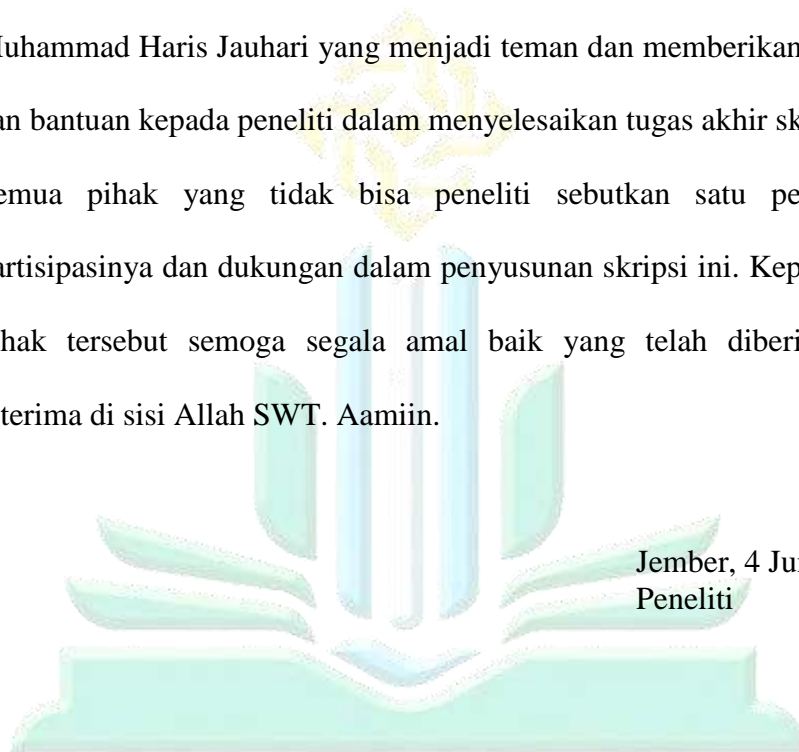 Muhammad Haris Jauhari yang menjadi teman dan memberikan
an bantuan kepada peneliti dalam menyelesaikan tugas akhir sk
emua pihak yang tidak bisa peneliti sebutkan satu pe
artisipasinya dan dukungan dalam penyusunan skripsi ini. Kep
hak tersebut semoga segala amal baik yang telah diberi
terima di sisi Allah SWT. Aamiin.
Jember, 4 Ju
Peneliti